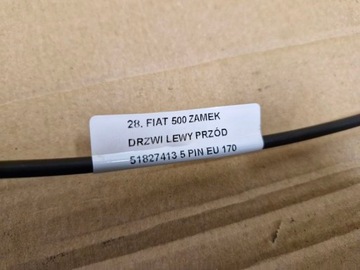 28. FIAT 500 ZAMEK
DRZWI LEWY PRZÓD
51827413 5 PIN EU 170